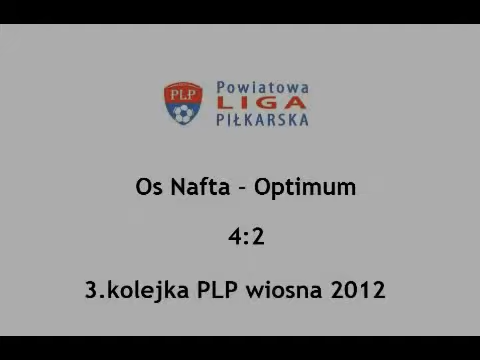 PLP
Powiatowa
LIGA
PIŁKARSKA
Os Nafta – Optimum
4:2
3.kolejka PLP wiosna 2012